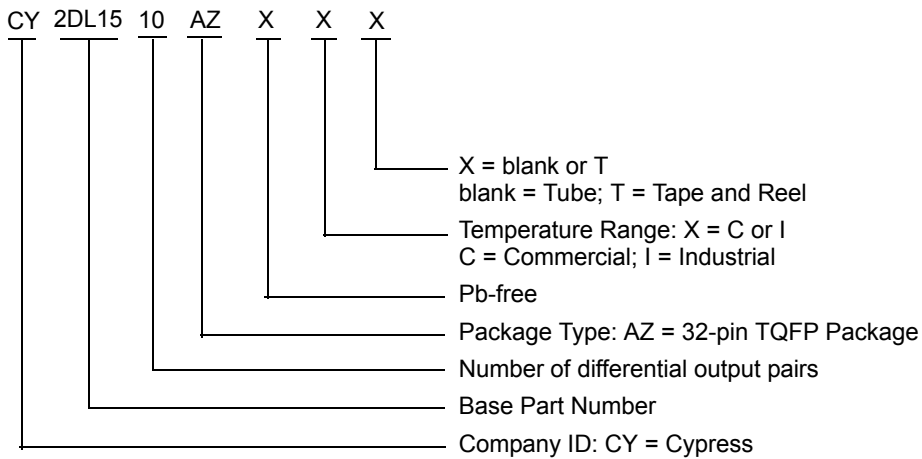 CY 2DL15 10 AZ X X X
X = blank or T
blank = Tube; T = Tape and Reel
Temperature Range: X = C or I
C = Commercial; I = Industrial
Pb-free
Package Type: AZ = 32-pin TQFP Package
Number of differential output pairs
Base Part Number
Company ID: CY = Cypress